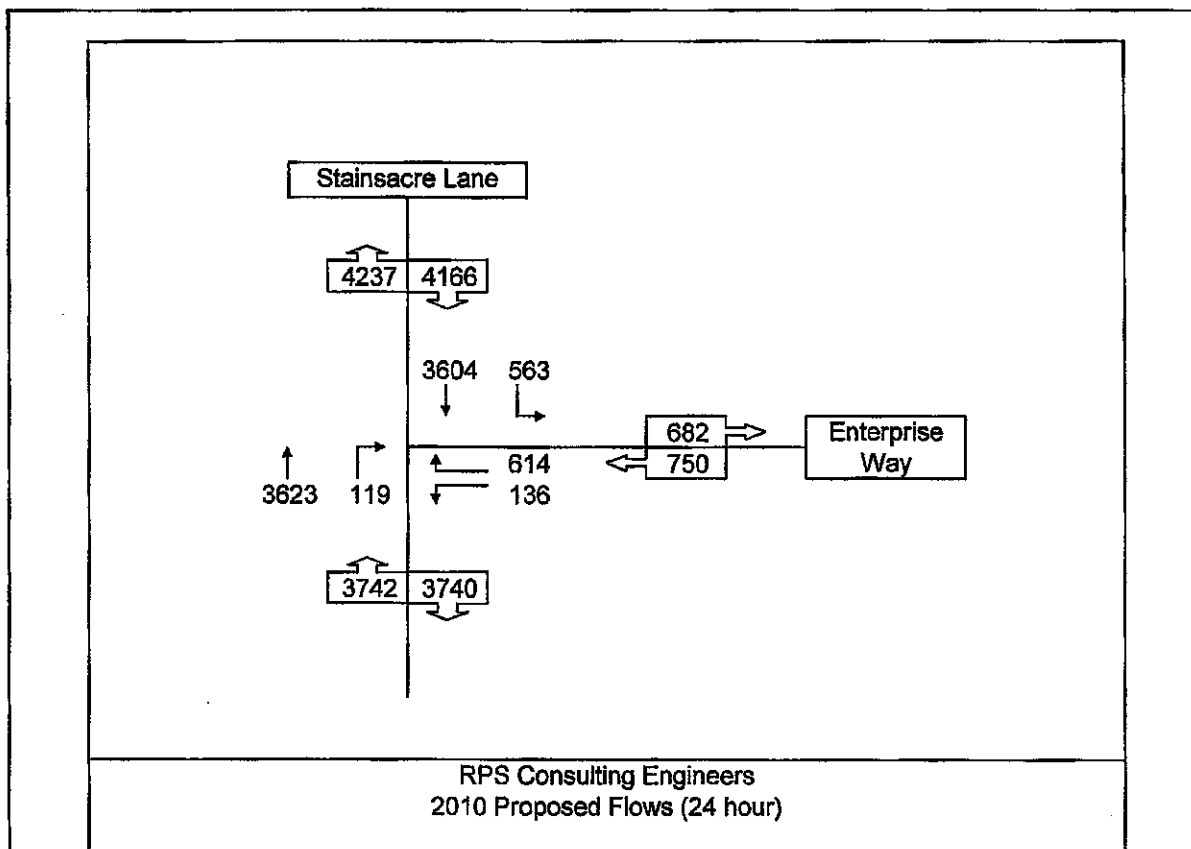 Stainsacre Lane
4237 4166
3604 563
682
Enterprise
Way
750
614
136
3623 119
3742 3740
RPS Consulting Engineers
2010 Proposed Flows (24 hour)